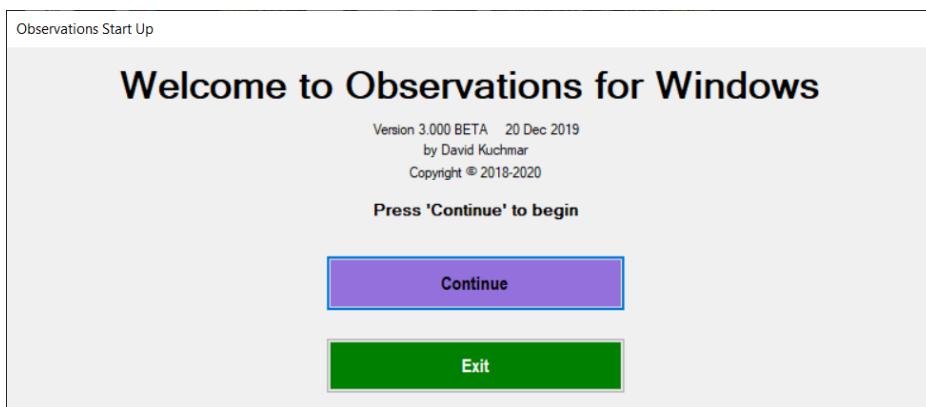 Observations Start Up
Welcome to Observations for Windows
Version 3.000 BETA 20 Dec 2019
by David Kuchmar
Copyright © 2018-2020
Press 'Continue' to begin
Continue
Exit